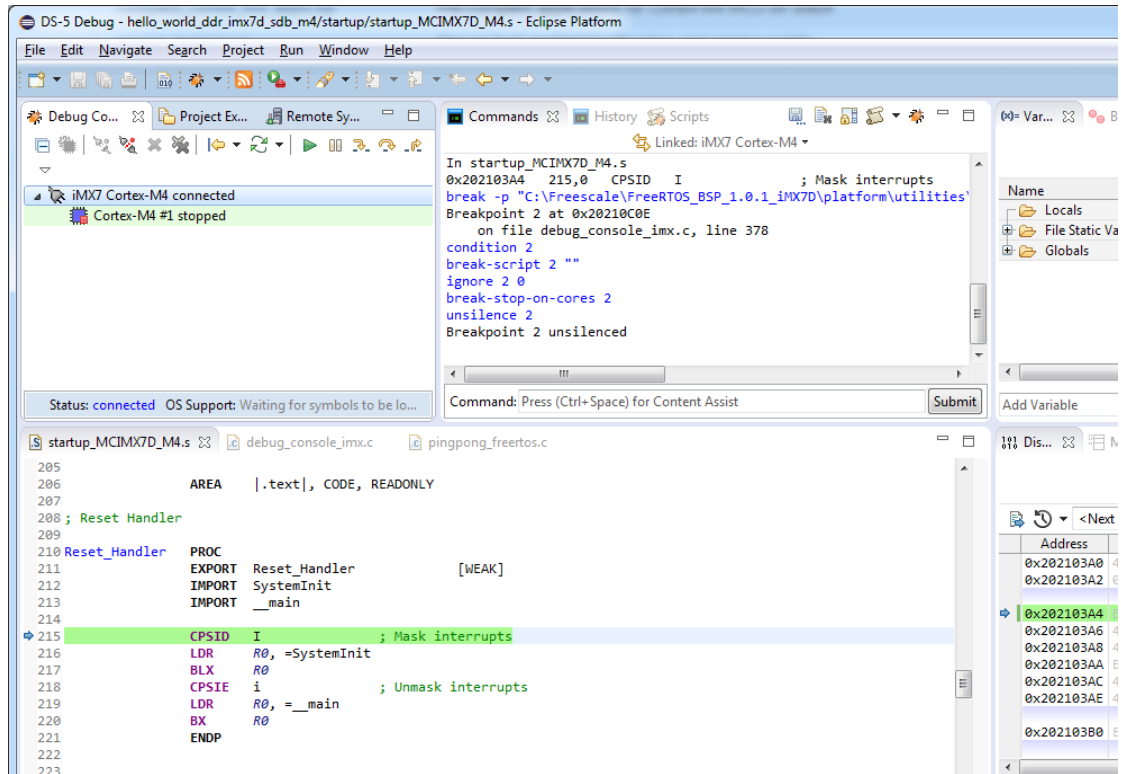 DS-5 Debug - hello_world_ddr_imx7d_sdb_m4/startup/startup_MCIMX7D_M4.s - Eclipse Platform
File Edit Navigate Search Project Run Window Help
Debug Co... Project Ex... Remote Sy...
iMX7 Cortex-M4 connected
Cortex-M4 #1 stopped
Status: connected OS Support: Waiting for symbols to be lo...
Commands History Scripts
Linked: iMX7 Cortex-M4
In startup_MCIMX7D_M4.s
0x202103A4 215,0 CPSID I ; Mask interrupts
break -p "C:\Freescale\FreeRTOS_BSP_1.0.1_iMX7D\platform\utilities\
Breakpoint 2 at 0x20210C0E
on file debug_console_imx.c, line 378
condition 2
break-script 2 ""
ignore 2 0
break-stop-on-cores 2
unsilence 2
Breakpoint 2 unsilenced
Command: Press (Ctrl+Space) for Content Assist Submit
(x)= Var... B
Name
Locals
File Static Va
Globals
Add Variable
startup_MCIMX7D_M4.s debug_console_imx.c pingpong_freertos.c
205
206 AREA |.text|, CODE, READONLY
207
208 ; Reset Handler
209
210 Reset_Handler PROC
211 EXPORT Reset_Handler [WEAK]
212 IMPORT SystemInit
213 IMPORT __main
214
215 CPSID I ; Mask interrupts
216 LDR R0, =SystemInit
217 BLX R0
218 CPSIE i ; Unmask interrupts
219 LDR R0, =__main
220 BX R0
221 ENDP
222
223
Dis... M
<Next
Address
0x202103A0 4
0x202103A2
0x202103A4
0x202103A6 4
0x202103A8 4
0x202103AA
0x202103AC 4
0x202103AE 4
0x202103B0